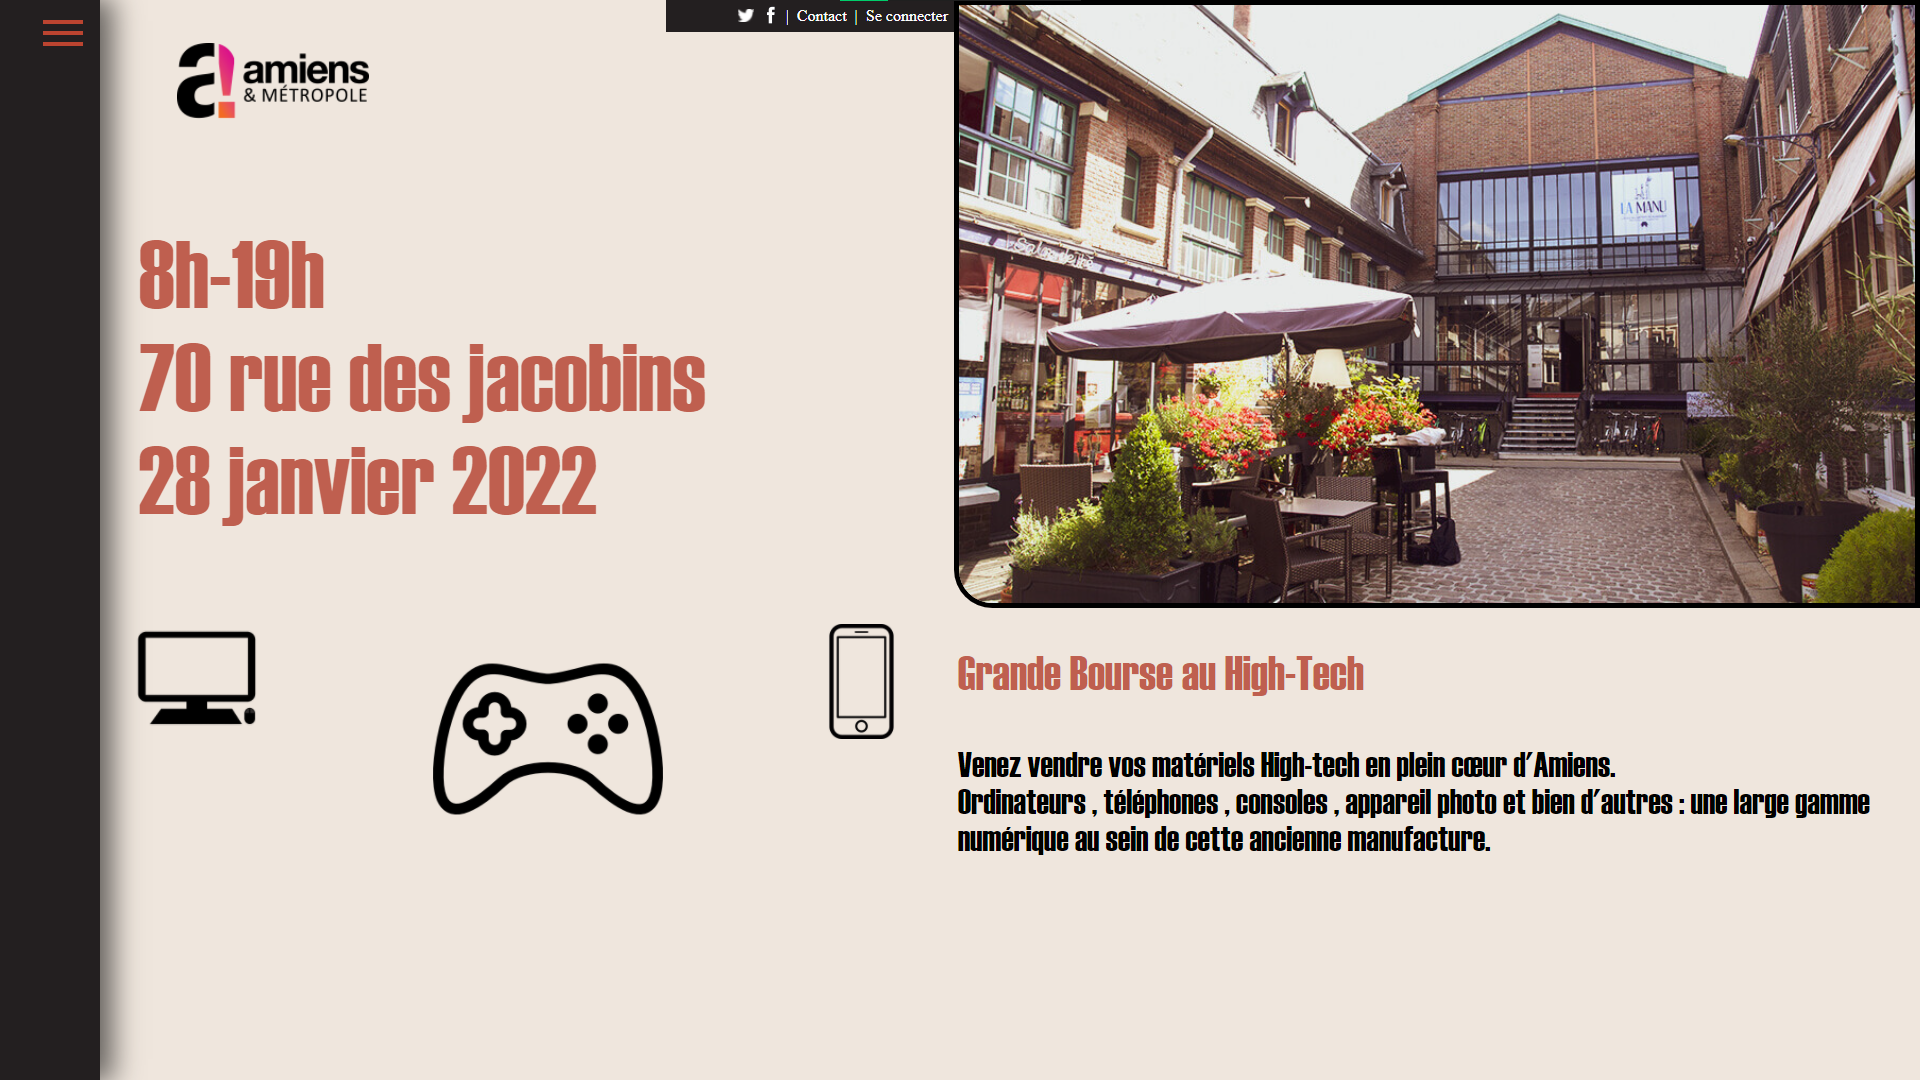 | Contact | Se connecter
amiens
& MÉTROPOLE
LA MANU
8h-19h
70 rue des jacobins
28 janvier 2022
Grande Bourse au High-Tech
Venez vendre vos matériels High-tech en plein cœur d'Amiens.
Ordinateurs , téléphones , consoles , appareil photo et bien d'autres : une large gamme
numérique au sein de cette ancienne manufacture.